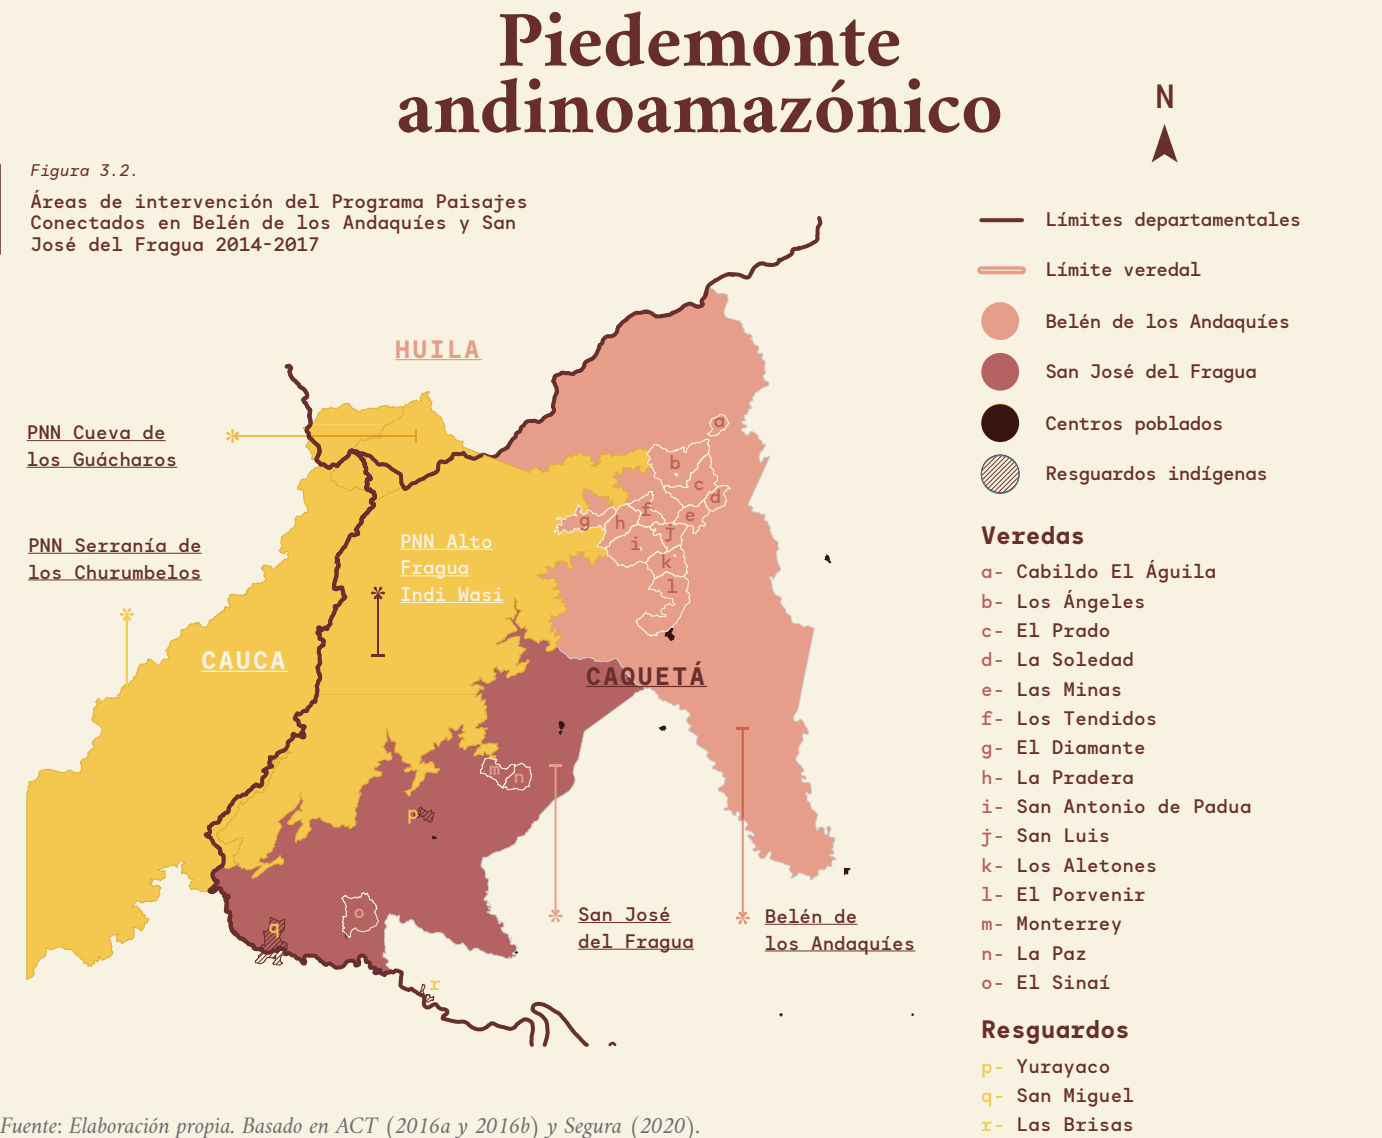 Piedemonte
andinoamazónico
N
Figura 3.2.
Áreas de intervención del Programa Paisajes
Conectados en Belén de los Andaquíes y San
José del Fragua 2014-2017
HUILA
PNN Cueva de
los Guácharos
PNN Serranía de
los Churumbelos
PNN Alto
Fragua
Indi Wasi
CAUCA
CAQUETÁ
a
b
c
d
e
f
g
h
i
j
k
l
m
n
o
p
q
r
San José
del Fragua
Belén de
los Andaquíes
Límites departamentales
Límite veredal
Belén de los Andaquíes
San José del Fragua
Centros poblados
Resguardos indígenas
Veredas
a- Cabildo El Águila
b- Los Ángeles
c- El Prado
d- La Soledad
e- Las Minas
f- Los Tendidos
g- El Diamante
h- La Pradera
i- San Antonio de Padua
j- San Luis
k- Los Aletones
l- El Porvenir
m- Monterrey
n- La Paz
o- El Sinaí
Resguardos
p- Yurayaco
q- San Miguel
r- Las Brisas
Fuente: Elaboración propia. Basado en ACT (2016a y 2016b) y Segura (2020).